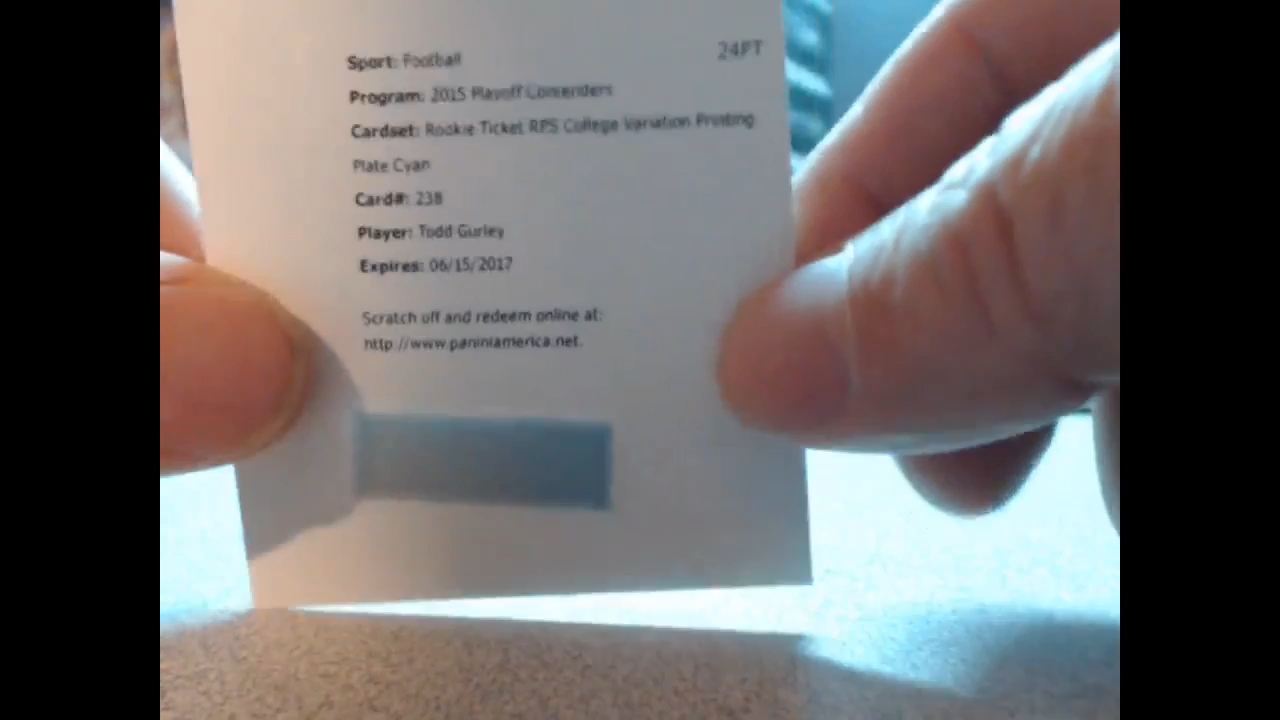 Sport: Football
24PT
Program: 2015 Playoff Contenders
Cardset: Rookie Ticket RPS College Variation Printing
Plate Cyan
Card#: 238
Player: Todd Gurley
Expires: 06/15/2017
Scratch off and redeem online at:
http://www.paniniamerica.net.